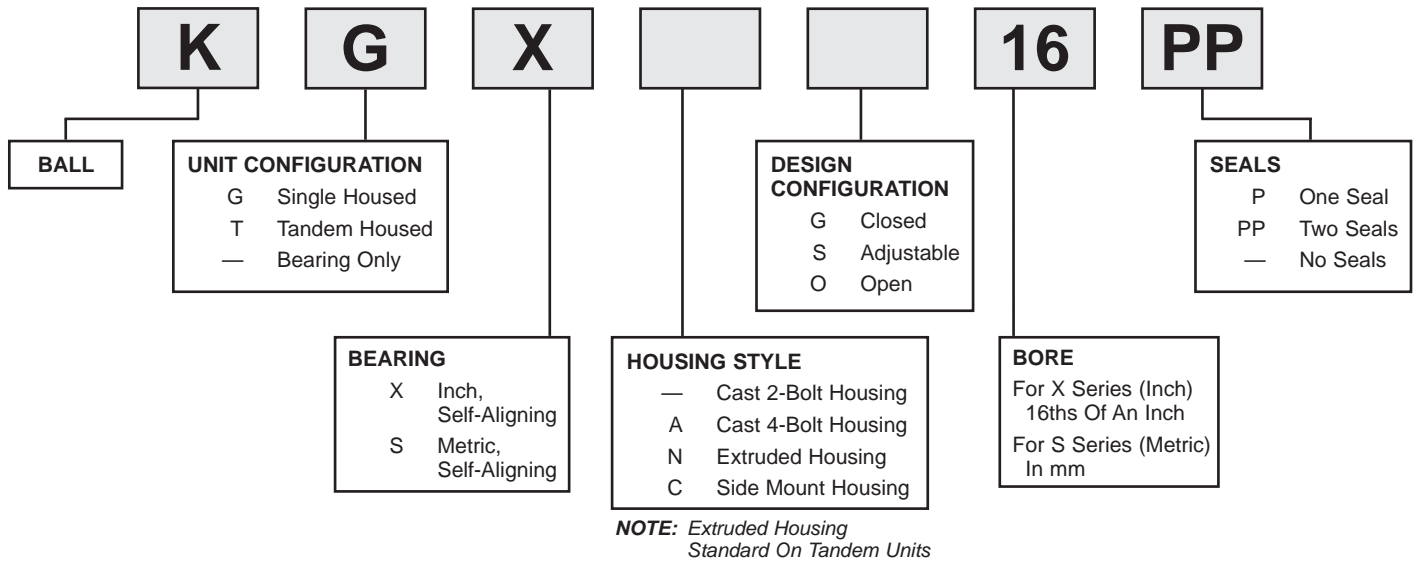 K G X 16 PP
BALL
UNIT CONFIGURATION
G Single Housed
T Tandem Housed
— Bearing Only
DESIGN
CONFIGURATION
G Closed
S Adjustable
O Open
SEALS
P One Seal
PP Two Seals
— No Seals
BEARING
X Inch,
Self-Aligning
S Metric,
Self-Aligning
HOUSING STYLE
— Cast 2-Bolt Housing
A Cast 4-Bolt Housing
N Extruded Housing
C Side Mount Housing
BORE
For X Series (Inch)
16ths Of An Inch
For S Series (Metric)
In mm
NOTE: Extruded Housing
Standard On Tandem Units